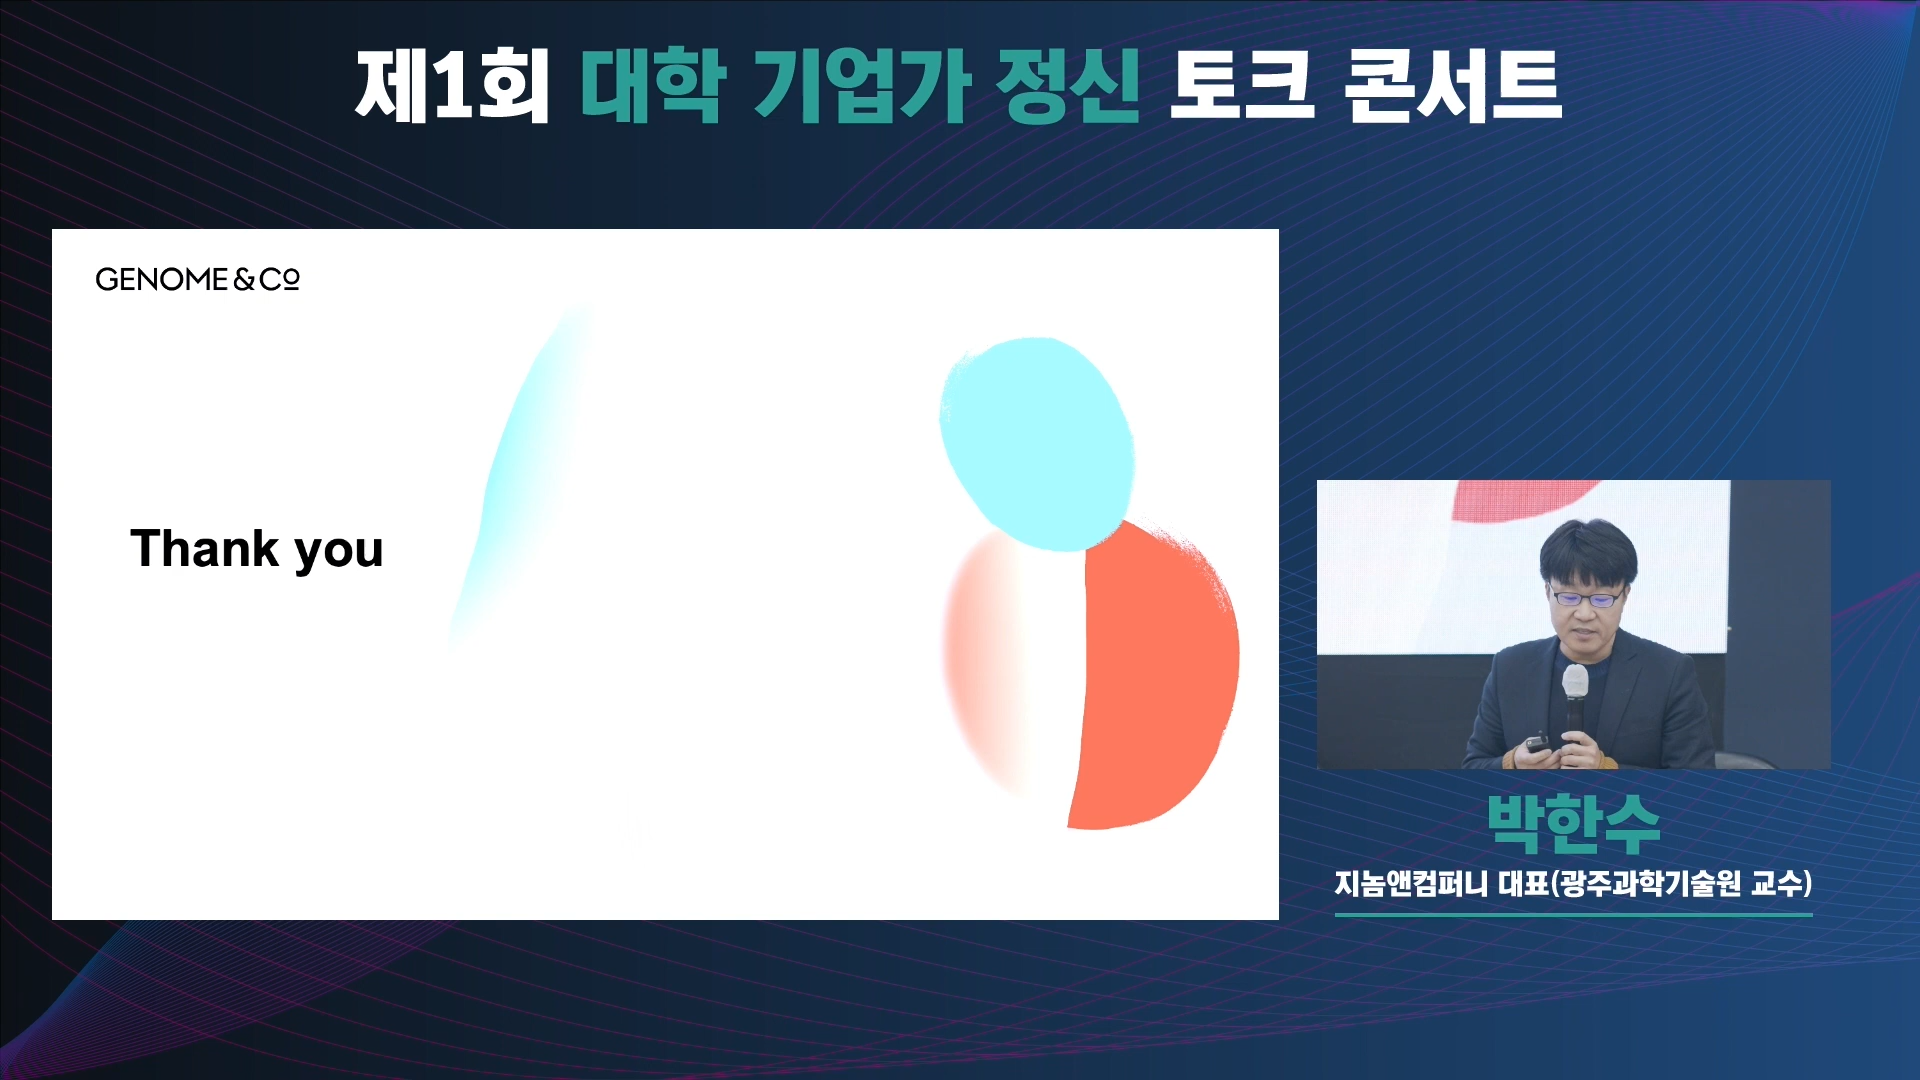 제1회 대학 기업가 정신 토크 콘서트
GENOME & Co
Thank you
박한수
지놈앤컴퍼니 대표(광주과학기술원 교수)